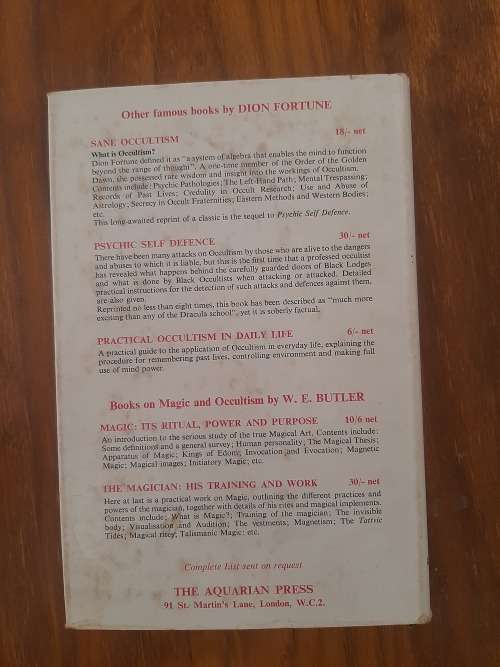 Other famous books by DION FORTUNE
SANE OCCULTISM 18/- net
What is Occultism?
Dion Fortune defined it as "a system of algebra that enables the mind to function
beyond the range of thought". A one-time member of the Order of the Golden
Dawn, she possessed rare wisdom and insight into the workings of Occultism.
Contents include: Psychic Pathologies; The Left-Hand Path; Mental Trespassing;
Records of Past Lives; Credulity in Occult Research; Use and Abuse of
Astrology; Secrecy in Occult Fraternities; Eastern Methods and Western Bodies;
etc.
This long-awaited reprint of a classic is the sequel to Psychic Self Defence.
PSYCHIC SELF DEFENCE 30/- net
There have been many attacks on Occultism by those who are alive to the dangers
and abuses to which it is liable, but this is the first time that a professed occultist
has revealed what happens behind the carefully guarded doors of Black Lodges
and what is done by Black Occultists when attacking or attacked. Detailed
practical instructions for the detection of such attacks and defences against them,
are also given.
Reprinted no less than eight times, this book has been described as "much more
exciting than any of the Dracula school", yet it is soberly factual.
PRACTICAL OCCULTISM IN DAILY LIFE 6/- net
A practical guide to the application of Occultism in everyday life, explaining the
procedure for remembering past lives, controlling environment and making full
use of mind power.
Books on Magic and Occultism by W. E. BUTLER
MAGIC: ITS RITUAL, POWER AND PURPOSE 10/6 net
An introduction to the serious study of the true Magical Art. Contents include:
Some definitions and a general survey; Human personality; The Magical Thesis;
Apparatus of Magic; Kings of Edom; Invocation and Evocation; Magnetic
Magic; Magical images; Initiatory Magic; etc.
THE MAGICIAN: HIS TRAINING AND WORK 30/- net
Here at last is a practical work on Magic, outlining the different practices and
powers of the magician, together with details of his rites and magical implements.
Contents include: What is Magic?; Training of the magician; The invisible
body; Visualisation and Audition; The vestments; Magnetism; The Tattvic
Tides; Magical rites; Talismanic Magic: etc.
Complete List sent on request
THE AQUARIAN PRESS
91 St. Martin's Lane, London, W.C.2.